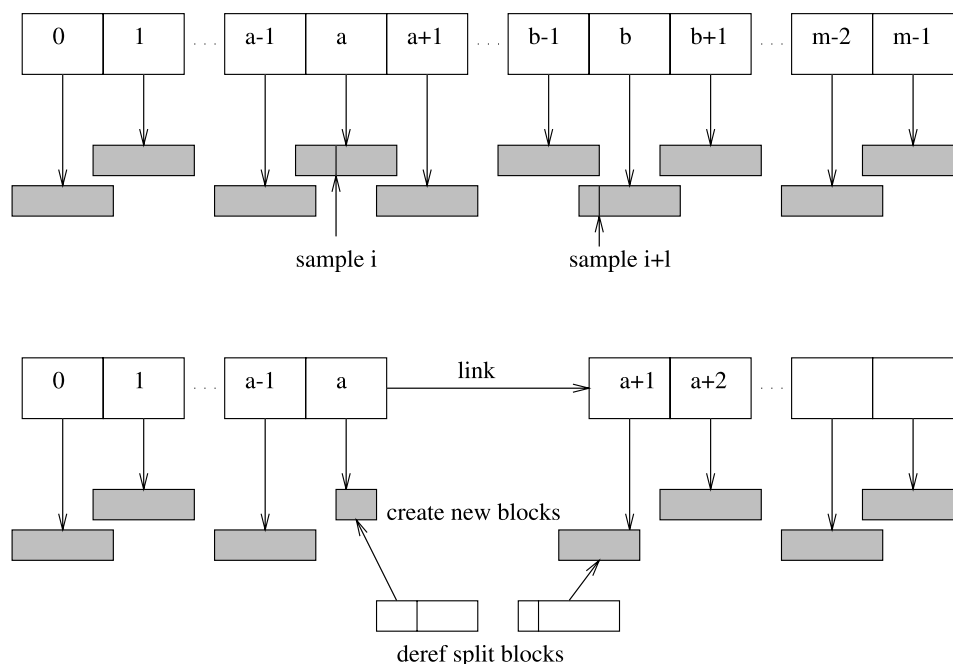 0 1 . . . a-1 a a+1 . . . b-1 b b+1 . . . m-2 m-1
sample i sample i+l
0 1 . . . a-1 a link a+1 a+2 . . .
create new blocks
deref split blocks